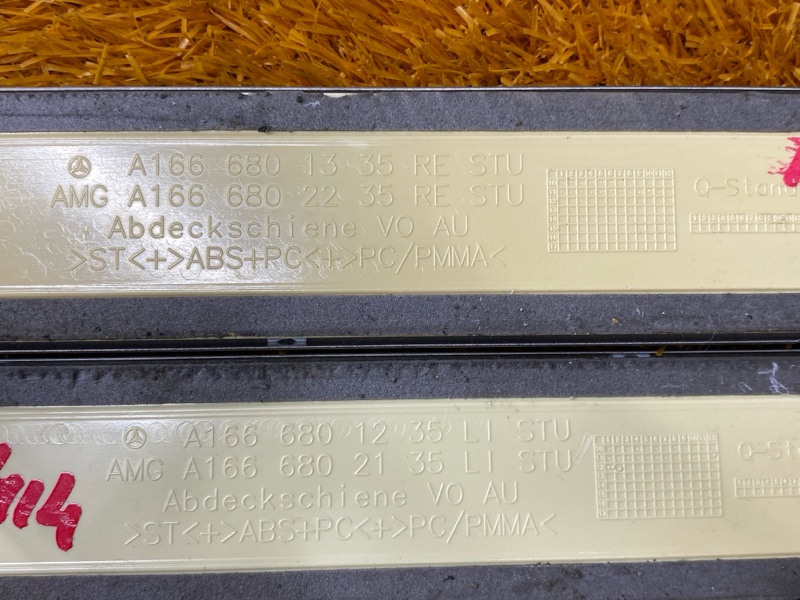 A166 680 13 35 RE STU
AMG A166 680 22 35 RE STU
Abdeckschiene VO AU
>ST<+>ABS+PC<+>PC/PMMA<
A166 680 12 35 LI STU
AMG A166 680 21 35 LI STU
Abdeckschiene VO AU
>ST<+>ABS+PC<+>PC/PMMA<